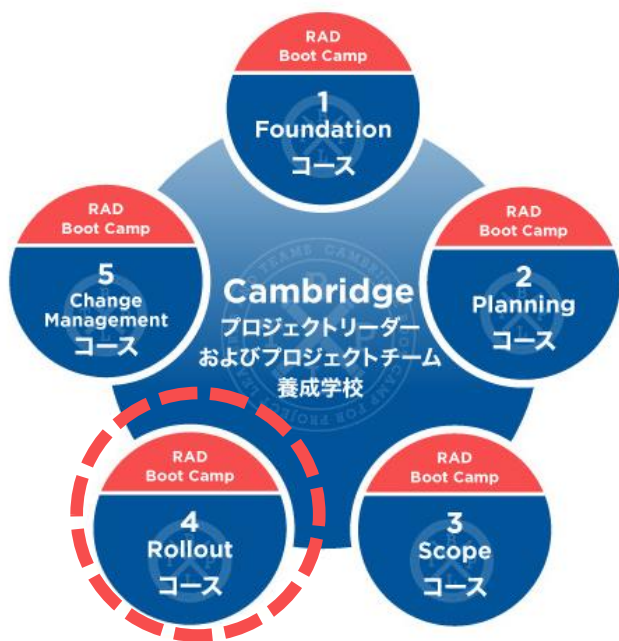 RAD
Boot Camp
1
Foundation
コース
RAD
Boot Camp
2
Planning
コース
RAD
Boot Camp
3
Scope
コース
RAD
Boot Camp
4
Rollout
コース
RAD
Boot Camp
5
Change
Management
コース
Cambridge
プロジェクトリーダー
およびプロジェクトチーム
養成学校